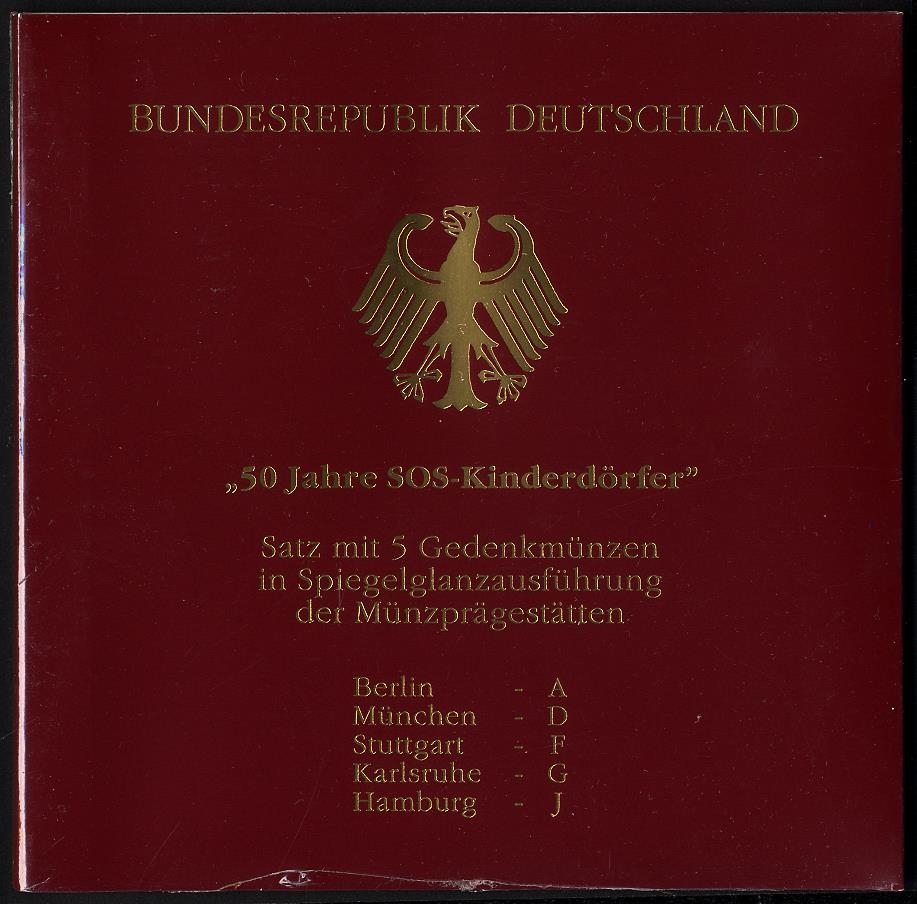 BUNDESREPUBLIK DEUTSCHLAND
„50 Jahre SOS-Kinderdörfer”
Satz mit 5 Gedenkmünzen
in Spiegelglanzausführung
der Münzprägestätten
Berlin - A
München - D
Stuttgart - F
Karlsruhe - G
Hamburg - J